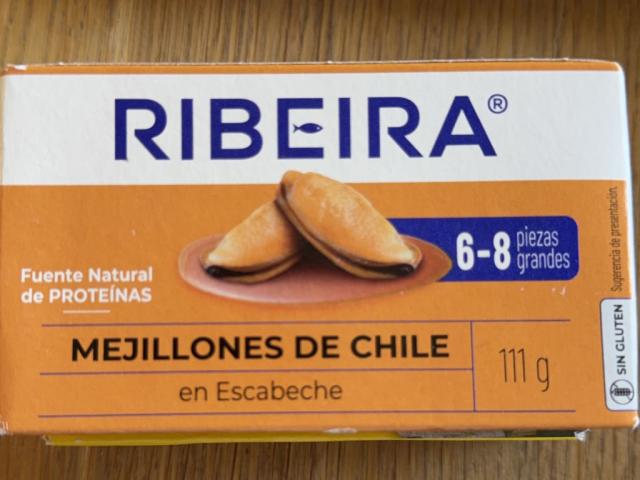 RIBEIRA®
6-8 piezas
grandes
Sugerencia de presentación.
Fuente Natural
de PROTEÍNAS
MEJILLONES DE CHILE
en Escabeche
111 g
SIN GLUTEN